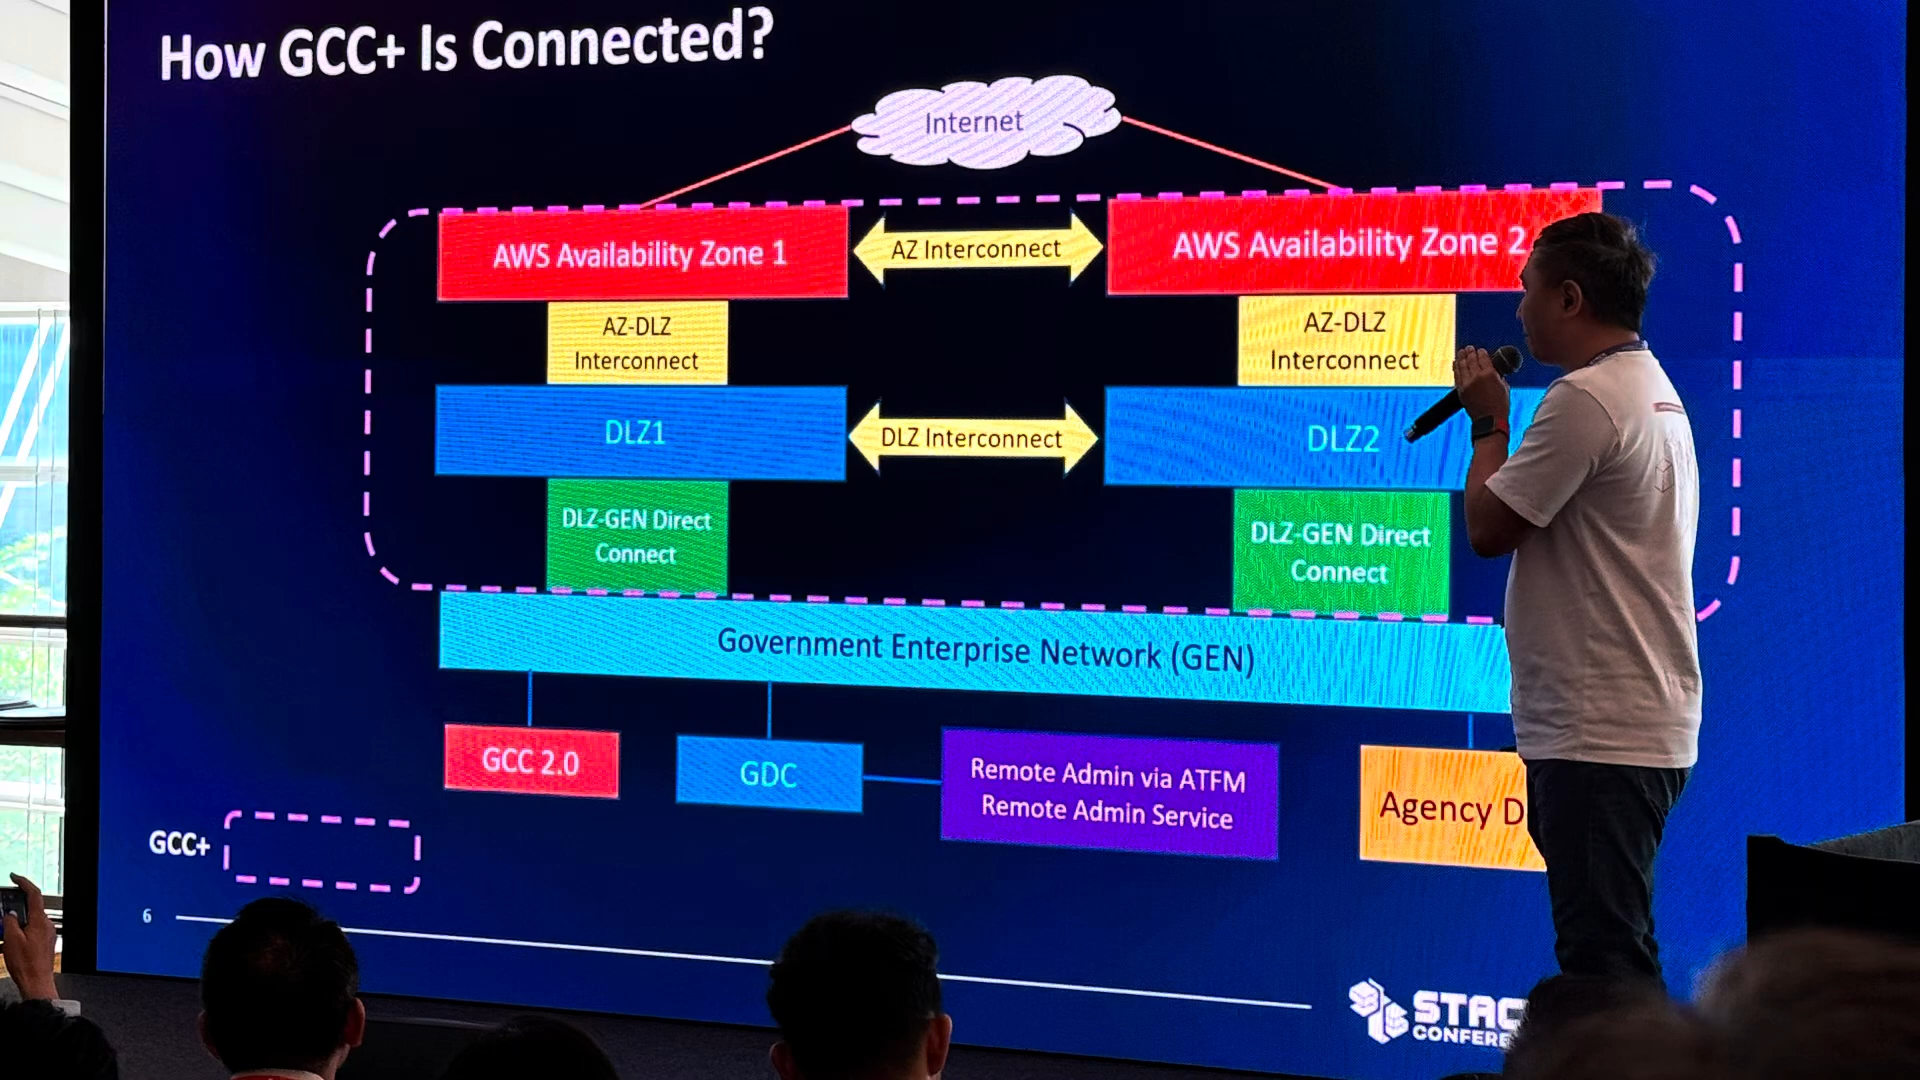 How GCC+ Is Connected?
Internet
AWS Availability Zone 1
AZ Interconnect
AWS Availability Zone 2
AZ-DLZ
Interconnect
AZ-DLZ
Interconnect
DLZ1
DLZ Interconnect
DLZ2
DLZ-GEN Direct
Connect
DLZ-GEN Direct
Connect
Government Enterprise Network (GEN)
GCC 2.0
GDC
Remote Admin via ATFM
Remote Admin Service
Agency
GCC+
6